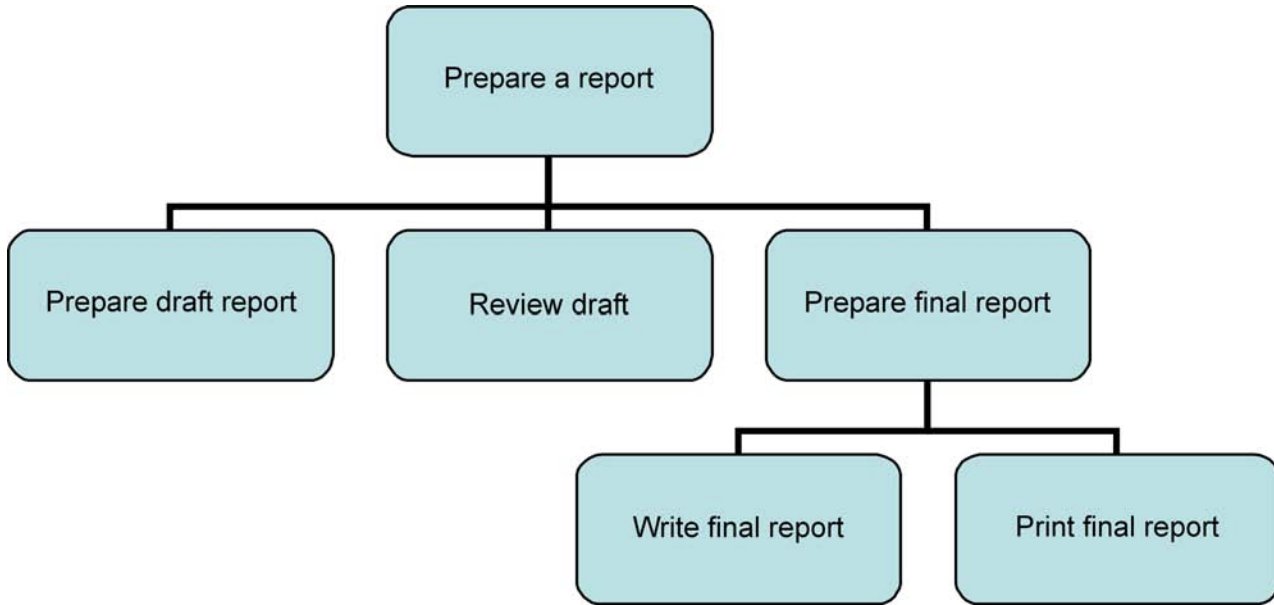 Prepare a report
Prepare draft report
Review draft
Prepare final report
Write final report
Print final report